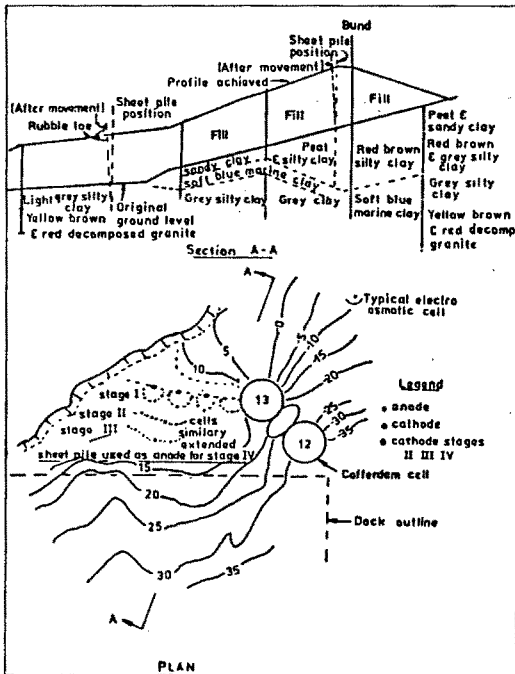 Bund
Sheet pile
position
[After movement]
Profile achieved
[After movement]
Sheet pile
position
Rubble toe
Fill
Fill
Fill
Peat
& silty clay
sandy clay
soft blue marine clay
Red brown
silty clay
Peet &
sandy clay
Red brown
& grey silty
clay
Grey silty
clay
Light grey silty
clay
Original
ground level
Grey silty clay
Grey clay
Soft blue
marine clay
Yellow brown
& red decomposed granite
Yellow brown
& red decomp
granite
Section A-A
A
0
-5
-10
-15
-20
Typical electro
osmatic cell
5
10
13
12
-25
-30
-35
stage I
stage II
stage III
cells
similary
extended
sheet pile used as anode for stage IV
15
20
25
30
35
Legend
anode
cathode
cathode stages
II III IV
Cofferdam cell
Dock outline
A
PLAN